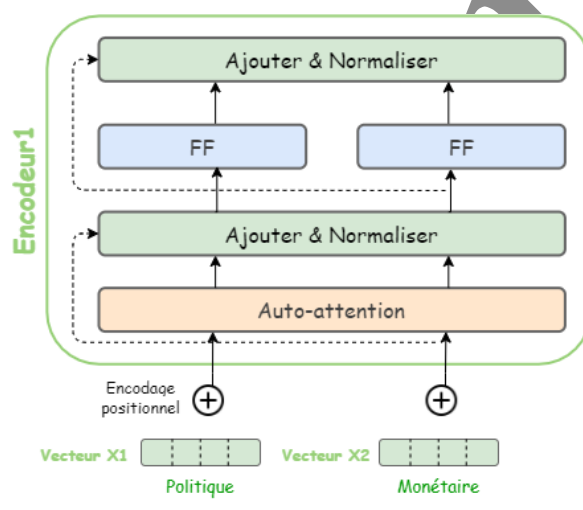 Encodeur1
Ajouter & Normaliser
FF FF
Ajouter & Normaliser
Auto-attention
Encodage
positionnel
Vecteur X1 Vecteur X2
Politique Monétaire